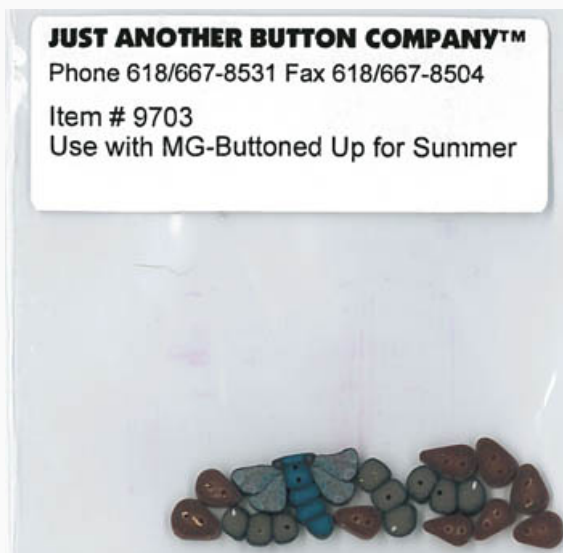 JUST ANOTHER BUTTON COMPANY™
Phone 618/667-8531 Fax 618/667-8504
Item # 9703
Use with MG-Buttoned Up for Summer